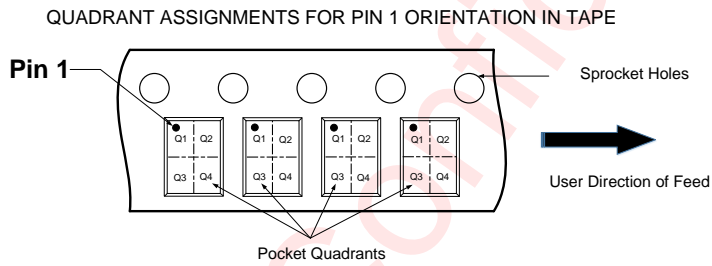 QUADRANT ASSIGNMENTS FOR PIN 1 ORIENTATION IN TAPE
Pin 1
Sprocket Holes
Q1 Q2 Q1 Q2 Q1 Q2 Q1 Q2
Q3 Q4 Q3 Q4 Q3 Q4 Q3 Q4
User Direction of Feed
Pocket Quadrants